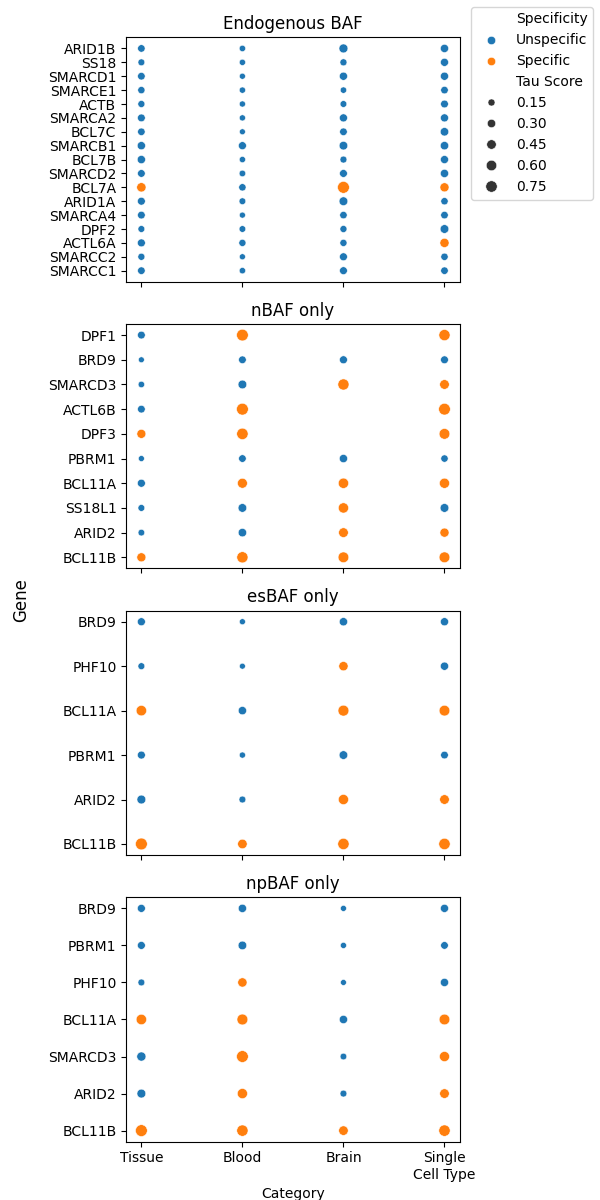 Endogenous BAF
ARID1B
SS18
SMARCD1
SMARCE1
ACTB
SMARCA2
BCL7C
SMARCB1
BCL7B
SMARCD2
BCL7A
ARID1A
SMARCA4
DPF2
ACTL6A
SMARCC2
SMARCC1
Specificity
Unspecific
Specific
Tau Score
0.15
0.30
0.45
0.60
0.75
nBAF only
DPF1
BRD9
SMARCD3
ACTL6B
DPF3
PBRM1
BCL11A
SS18L1
ARID2
BCL11B
Gene
esBAF only
BRD9
PHF10
BCL11A
PBRM1
ARID2
BCL11B
npBAF only
BRD9
PBRM1
PHF10
BCL11A
SMARCD3
ARID2
BCL11B
Tissue Blood Brain Single
Cell Type
Category